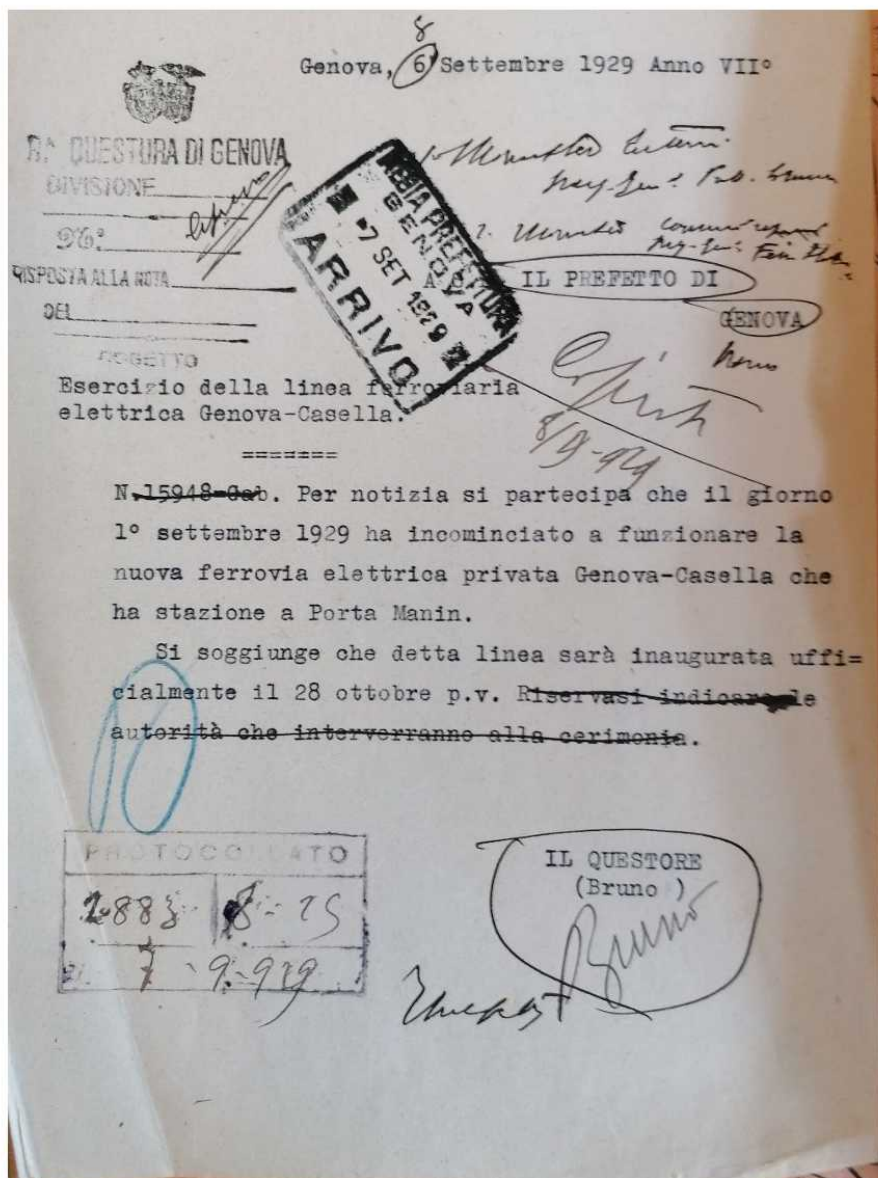 8
Genova, 6 Settembre 1929 Anno VII°
Rª QUESTURA DI GENOVA
DIVISIONE
N°.
RISPOSTA ALLA NOTA
DEL
OGGETTO
REGIA PREFETTURA
GENOVA
-7 SET 1929
ARRIVO
IL PREFETTO DI
GENOVA
8/9-929
Esercizio della linea ferroviaria
elettrica Genova-Casella.
=======
N.15948-Gab. Per notizia si partecipa che il giorno
1° settembre 1929 ha incominciato a funzionare la
nuova ferrovia elettrica privata Genova-Casella che
ha stazione a Porta Manin.
Si soggiunge che detta linea sarà inaugurata uffi=
cialmente il 28 ottobre p.v. Riservasi indicare le
autorità che interverranno alla cerimonia.
PROTOCOLLATO
7-9-929
IL QUESTORE
(Bruno )
Bruno